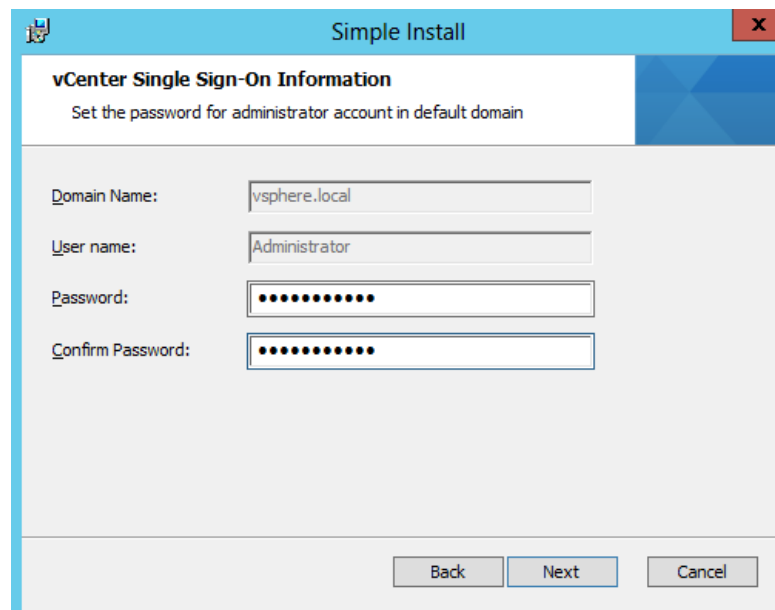 Simple Install
x
vCenter Single Sign-On Information
Set the password for administrator account in default domain
Domain Name: vsphere.local
User name: Administrator
Password: ●●●●●●●●●●●
Confirm Password: ●●●●●●●●●●●
Back Next Cancel